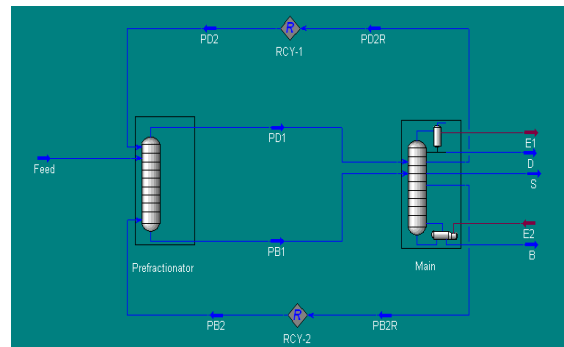 PD2
R
RCY-1
PD2R
PD1
E1
D
Feed
S
E2
PB1
Prefractionator
Main
B
PB2
R
RCY-2
PB2R